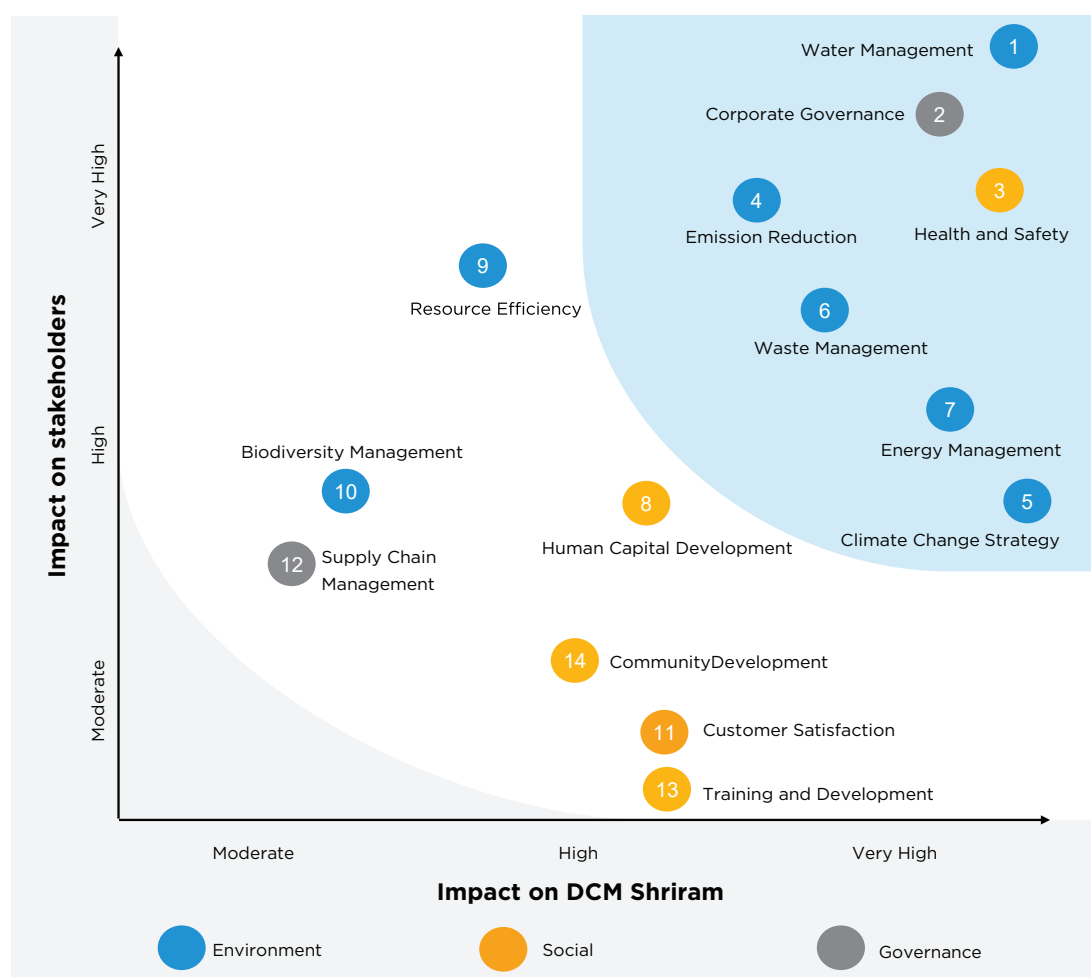 Water Management
1
Corporate Governance
2
3
Health and Safety
4
Emission Reduction
9
Resource Efficiency
6
Waste Management
7
Energy Management
Biodiversity Management
10
8
Human Capital Development
5
Climate Change Strategy
12
Supply Chain
Management
14
CommunityDevelopment
11
Customer Satisfaction
13
Training and Development
Very High
High
Moderate
Impact on stakeholders
Moderate
High
Very High
Impact on DCM Shriram
Environment
Social
Governance